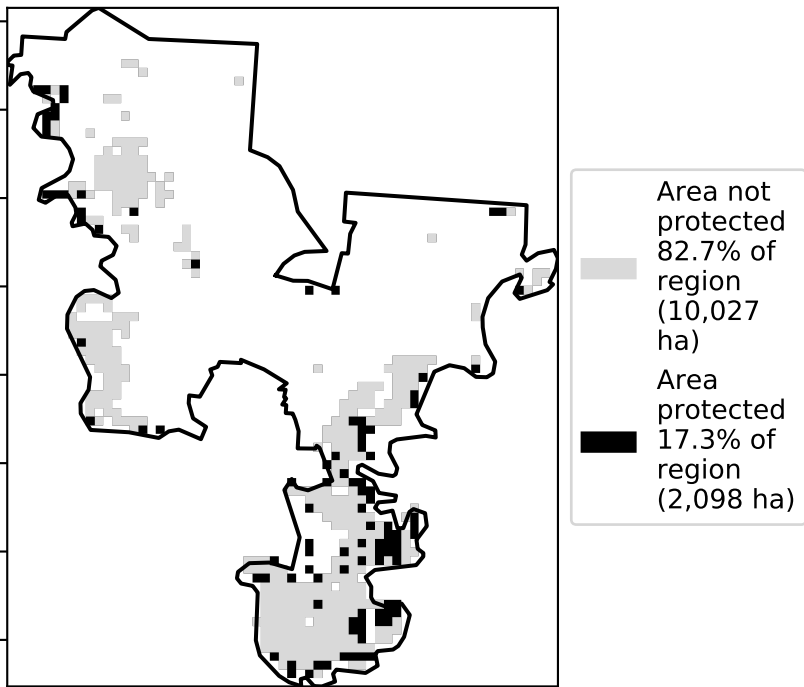 Area not
protected
82.7% of
region
(10,027
ha)
Area
protected
17.3% of
region
(2,098 ha)